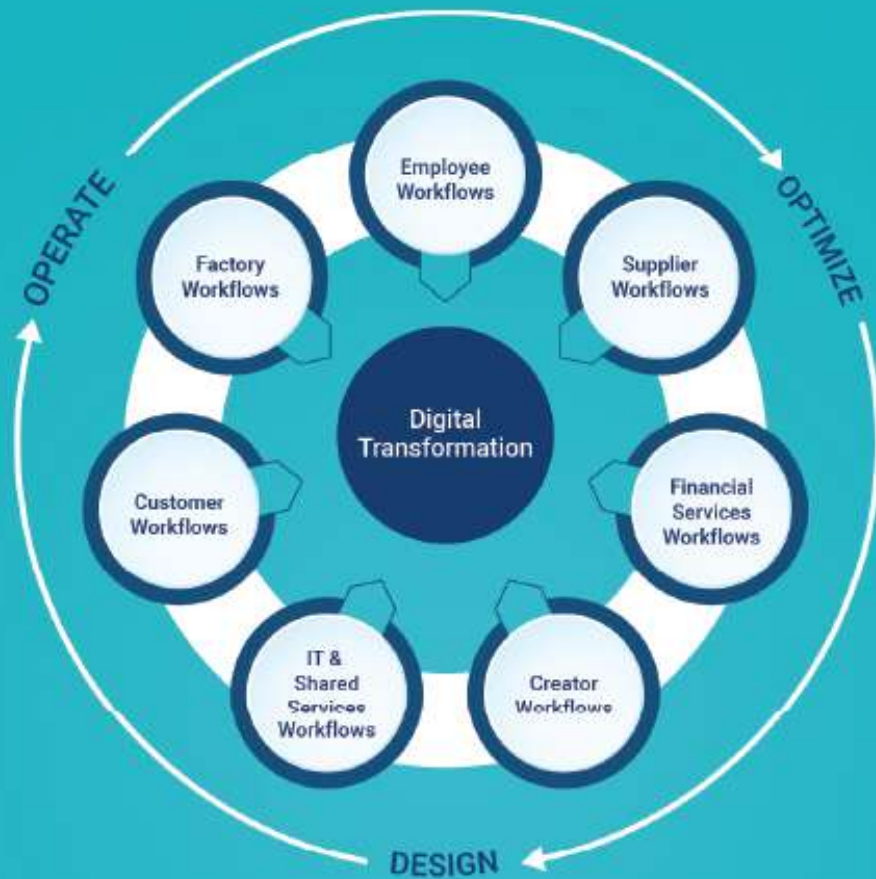 OPERATE
OPTIMIZE
DESIGN
Employee
Workflows
Supplier
Workflows
Financial
Services
Workflows
Creator
Workflows
IT &
Shared
Services
Workflows
Customer
Workflows
Factory
Workflows
Digital
Transformation